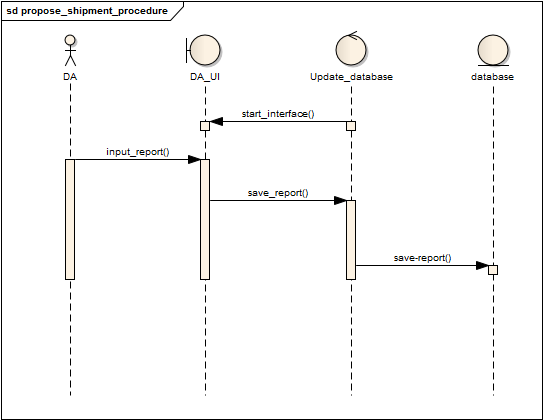 sd propose_shipment_procedure
DA
DA_UI
Update_database
database
start_interface()
input_report()
save_report()
save-report()